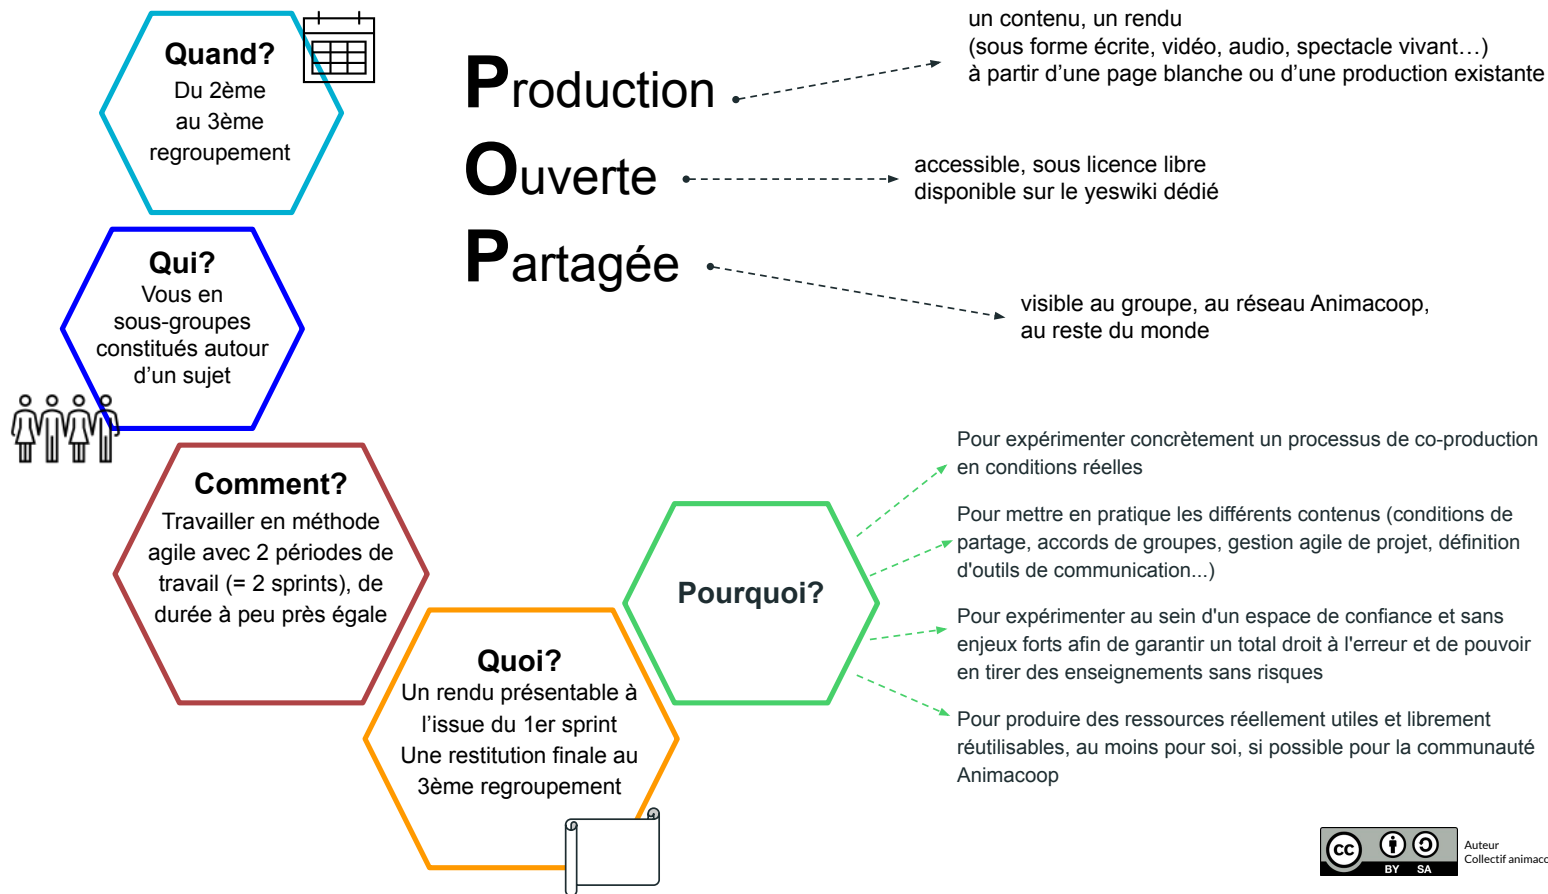 Quand?
Du 2ème
au 3ème
regroupement
Production
un contenu, un rendu
(sous forme écrite, vidéo, audio, spectacle vivant…)
à partir d’une page blanche ou d’une production existante
Ouverte
accessible, sous licence libre
disponible sur le yeswiki dédié
Partagée
visible au groupe, au réseau Animacoop,
au reste du monde
Qui?
Vous en
sous-groupes
constitués autour
d’un sujet
Comment?
Travailler en méthode
agile avec 2 périodes de
travail (= 2 sprints), de
durée à peu près égale
Quoi?
Un rendu présentable à
l’issue du 1er sprint
Une restitution finale au
3ème regroupement
Pourquoi?
Pour expérimenter concrètement un processus de co-production
en conditions réelles
Pour mettre en pratique les différents contenus (conditions de
partage, accords de groupes, gestion agile de projet, définition
d'outils de communication...)
Pour expérimenter au sein d'un espace de confiance et sans
enjeux forts afin de garantir un total droit à l'erreur et de pouvoir
en tirer des enseignements sans risques
Pour produire des ressources réellement utiles et librement
réutilisables, au moins pour soi, si possible pour la communauté
Animacoop
cc
BY SA
Auteur
Collectif animaco